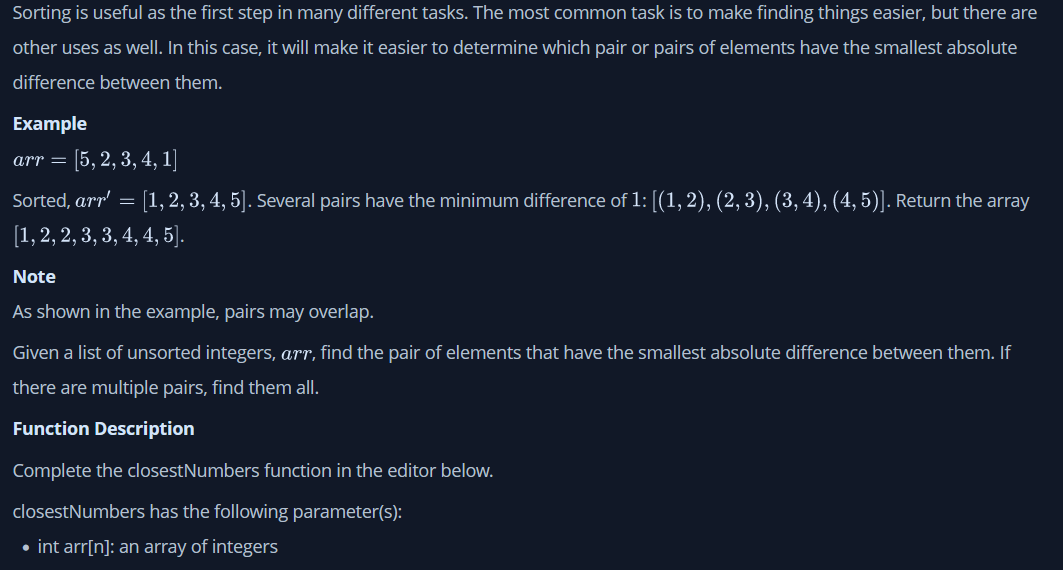 Sorting is useful as the first step in many different tasks. The most common task is to make finding things easier, but there are
other uses as well. In this case, it will make it easier to determine which pair or pairs of elements have the smallest absolute
difference between them.
Example
arr = [5, 2, 3, 4, 1]
Sorted, arr′ = [1, 2, 3, 4, 5]. Several pairs have the minimum difference of 1: [(1, 2), (2, 3), (3, 4), (4, 5)]. Return the array
[1, 2, 2, 3, 3, 4, 4, 5].
Note
As shown in the example, pairs may overlap.
Given a list of unsorted integers, arr, find the pair of elements that have the smallest absolute difference between them. If
there are multiple pairs, find them all.
Function Description
Complete the closestNumbers function in the editor below.
closestNumbers has the following parameter(s):
• int arr[n]: an array of integers